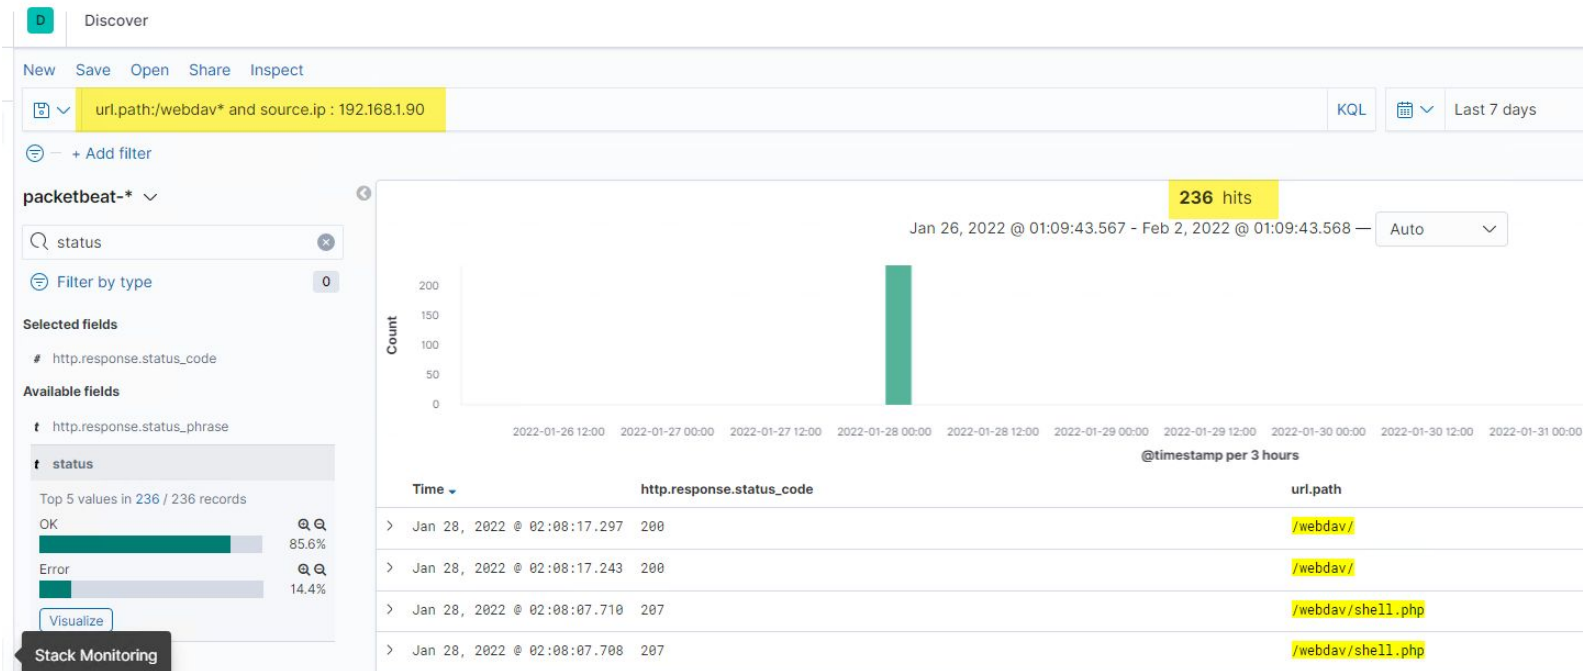 D Discover
New Save Open Share Inspect
url.path:/webdav* and source.ip : 192.168.1.90 KQL Last 7 days
+ Add filter
packetbeat-*
status
Filter by type 0
Selected fields
# http.response.status_code
Available fields
t http.response.status_phrase
t status
Top 5 values in 236 / 236 records
OK
85.6%
Error
14.4%
Visualize
Stack Monitoring
236 hits
Jan 26, 2022 @ 01:09:43.567 - Feb 2, 2022 @ 01:09:43.568 — Auto
Count
200
150
100
50
0
2022-01-26 12:00 2022-01-27 00:00 2022-01-27 12:00 2022-01-28 00:00 2022-01-28 12:00 2022-01-29 00:00 2022-01-29 12:00 2022-01-30 00:00 2022-01-30 12:00 2022-01-31 00:00
@timestamp per 3 hours
Time http.response.status_code url.path
> Jan 28, 2022 @ 02:08:17.297 200 /webdav/
> Jan 28, 2022 @ 02:08:17.243 200 /webdav/
> Jan 28, 2022 @ 02:08:07.710 207 /webdav/shell.php
> Jan 28, 2022 @ 02:08:07.708 207 /webdav/shell.php